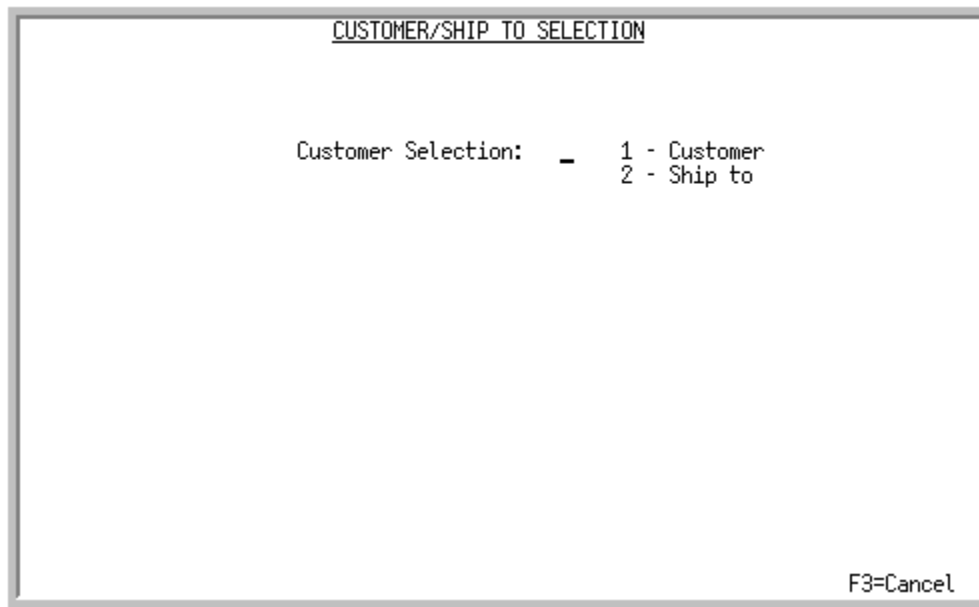 CUSTOMER/SHIP TO SELECTION
Customer Selection: _ 1 - Customer
2 - Ship to
F3=Cancel